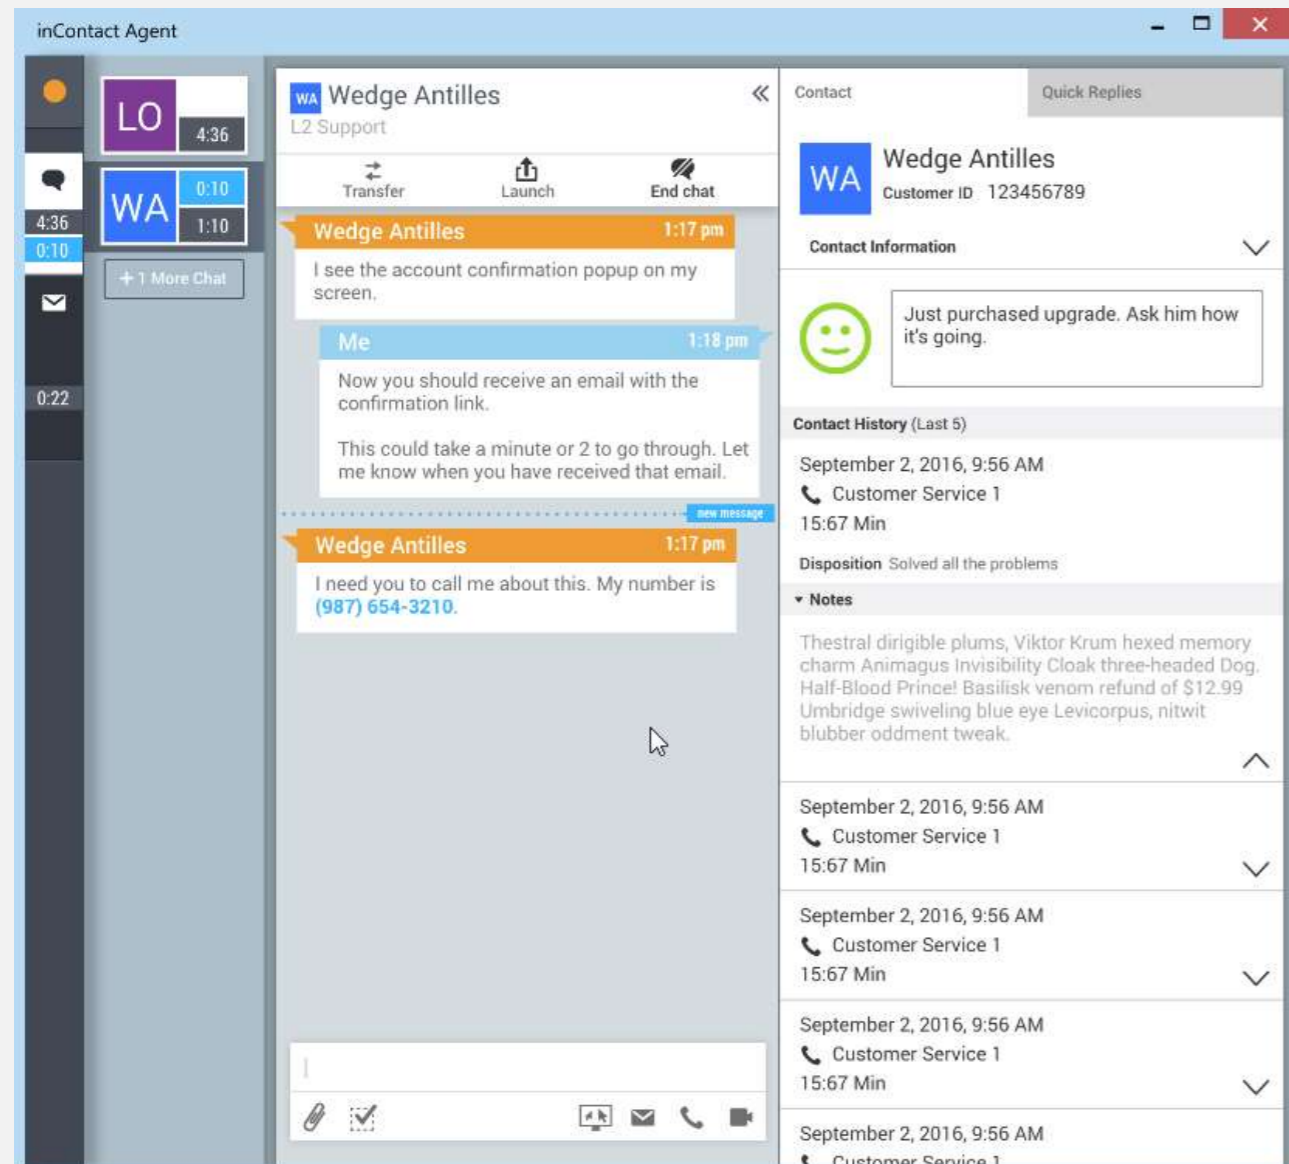 inContact Agent
LO
4:36
WA
0:10
1:10
+ 1 More Chat
4:36
0:10
0:22
WA Wedge Antilles
L2 Support
Transfer
Launch
End chat
Wedge Antilles 1:17 pm
I see the account confirmation popup on my
screen.
Me 1:18 pm
Now you should receive an email with the
confirmation link.
This could take a minute or 2 to go through. Let
me know when you have received that email.
new message
Wedge Antilles 1:17 pm
I need you to call me about this. My number is
(987) 654-3210.
Contact
Quick Replies
WA
Wedge Antilles
Customer ID 123456789
Contact Information
Just purchased upgrade. Ask him how
it's going.
Contact History (Last 5)
September 2, 2016, 9:56 AM
Customer Service 1
15:67 Min
Disposition Solved all the problems
Notes
Thestral dirigible plums, Viktor Krum hexed memory
charm Animagus Invisibility Cloak three-headed Dog.
Half-Blood Prince! Basilisk venom refund of $12.99
Umbridge swiveling blue eye Levicorpus, nitwit
blubber oddment tweak.
September 2, 2016, 9:56 AM
Customer Service 1
15:67 Min
September 2, 2016, 9:56 AM
Customer Service 1
15:67 Min
September 2, 2016, 9:56 AM
Customer Service 1
15:67 Min
September 2, 2016, 9:56 AM
Customer Service 1